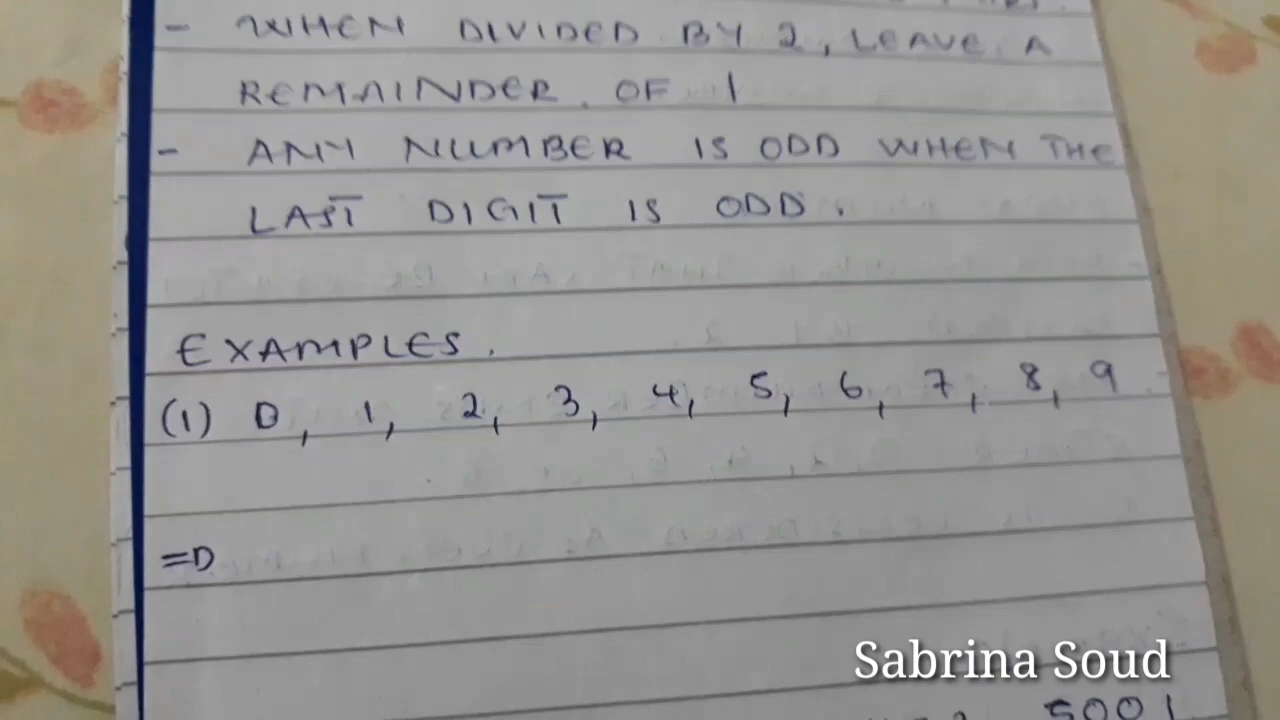 - WHEN DIVIDED BY 2, LEAVE A
REMAINDER OF 1
- ANY NUMBER IS ODD WHEN THE
LAST DIGIT IS ODD.
EXAMPLES.
(1) 0, 1, 2, 3, 4, 5, 6, 7, 8, 9
=D
Sabrina Soud
5001